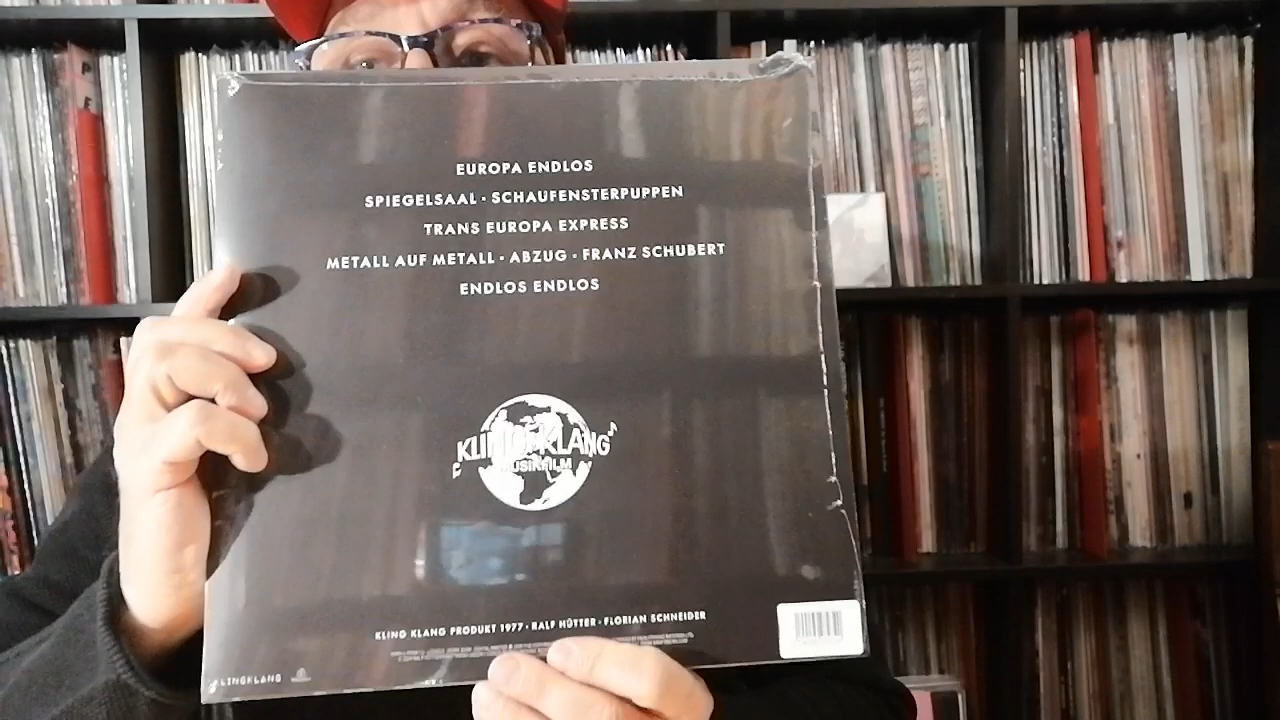 EUROPA ENDLOS
SPIEGELSAAL · SCHAUFENSTERPUPPEN
TRANS EUROPA EXPRESS
METALL AUF METALL · ABZUG · FRANZ SCHUBERT
ENDLOS ENDLOS
KLING KLANG
MUSIKFILM
KLING KLANG PRODUKT 1977 · RALF HÜTTER · FLORIAN SCHNEIDER
KLINGKLANG